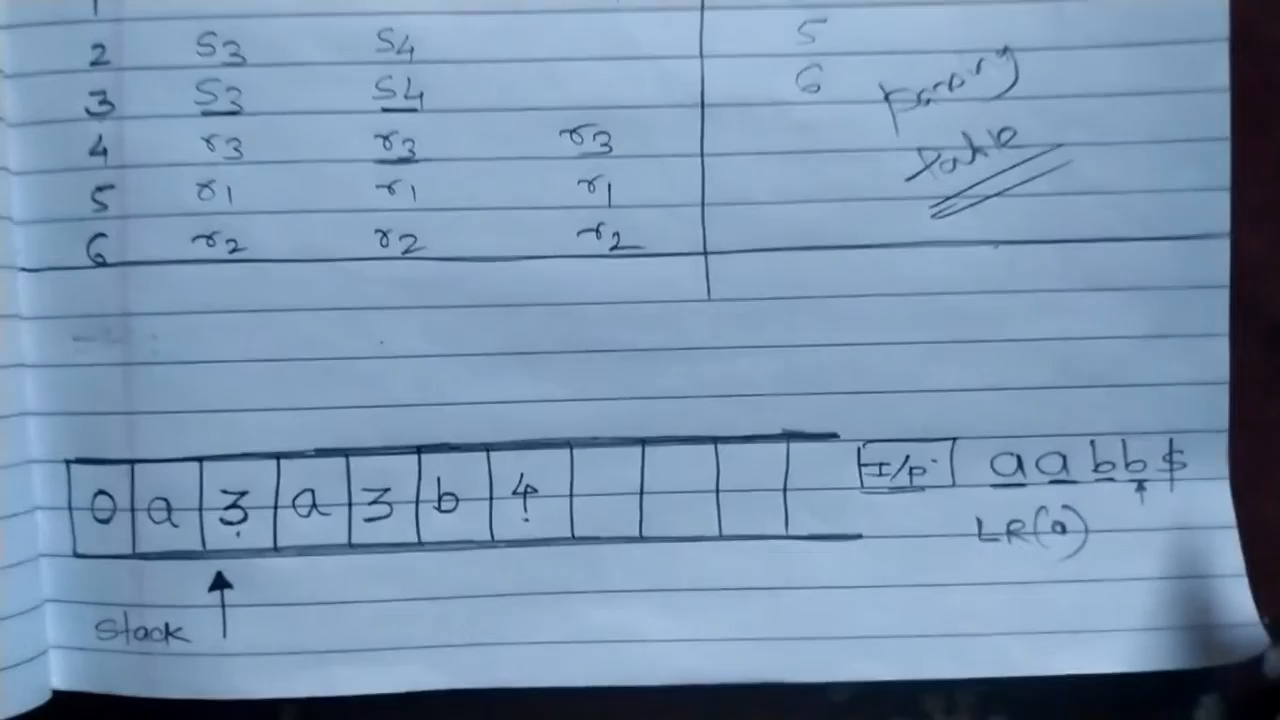 2 S3 S4 5
3 S3 S4 6
4 r3 r3 r3
5 r1 r1 r1
6 r2 r2 r2
parsing
table
0 a 3 a 3 b 4
I/p. a a b b $
LR(0)
Stack